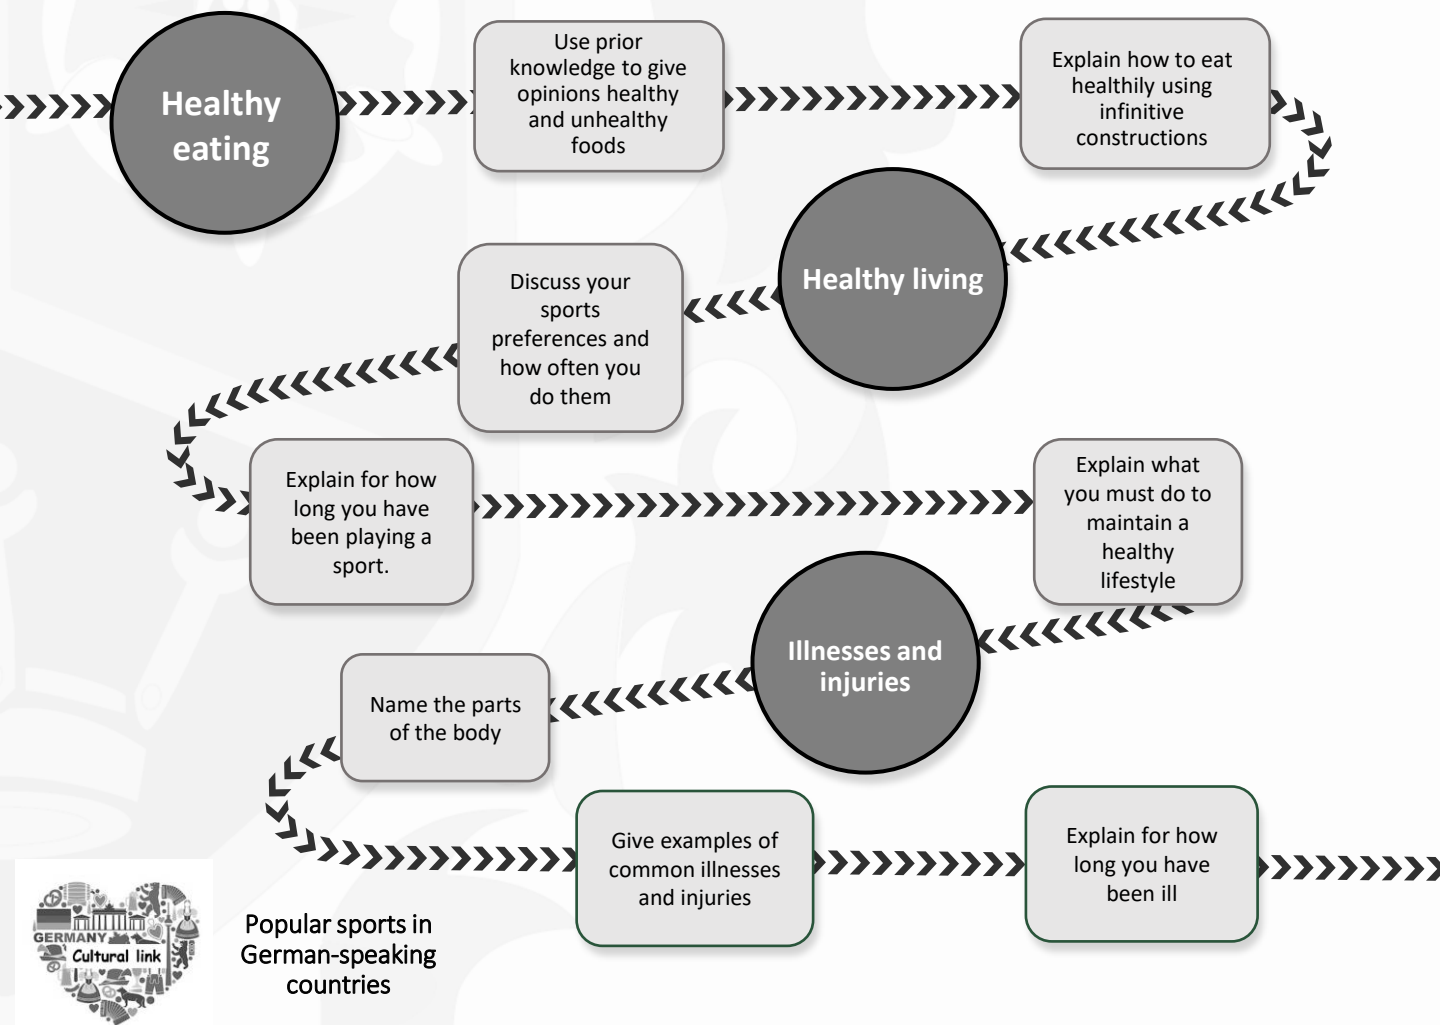 Healthy
eating
Use prior
knowledge to give
opinions healthy
and unhealthy
foods
Explain how to eat
healthily using
infinitive
constructions
Healthy living
Discuss your
sports
preferences and
how often you
do them
Explain for how
long you have
been playing a
sport.
Explain what
you must do to
maintain a
healthy
lifestyle
Illnesses and
injuries
Name the parts
of the body
Give examples of
common illnesses
and injuries
Explain for how
long you have
been ill
GERMANY
Cultural link
Popular sports in
German-speaking
countries